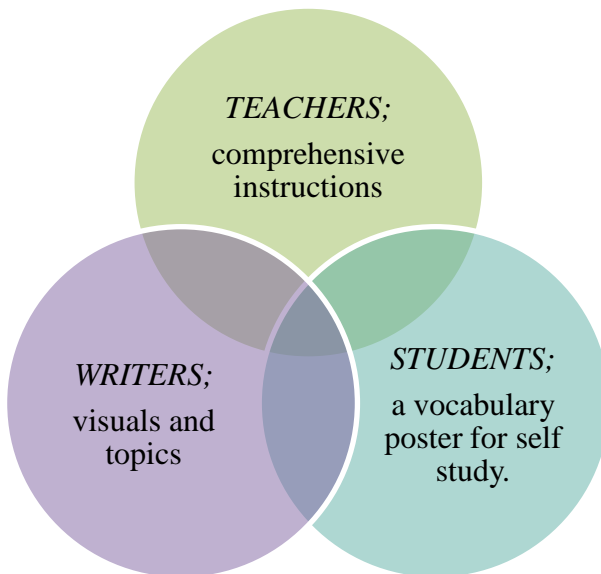 TEACHERS;
comprehensive
instructions
WRITERS;
visuals and
topics
STUDENTS;
a vocabulary
poster for self
study.